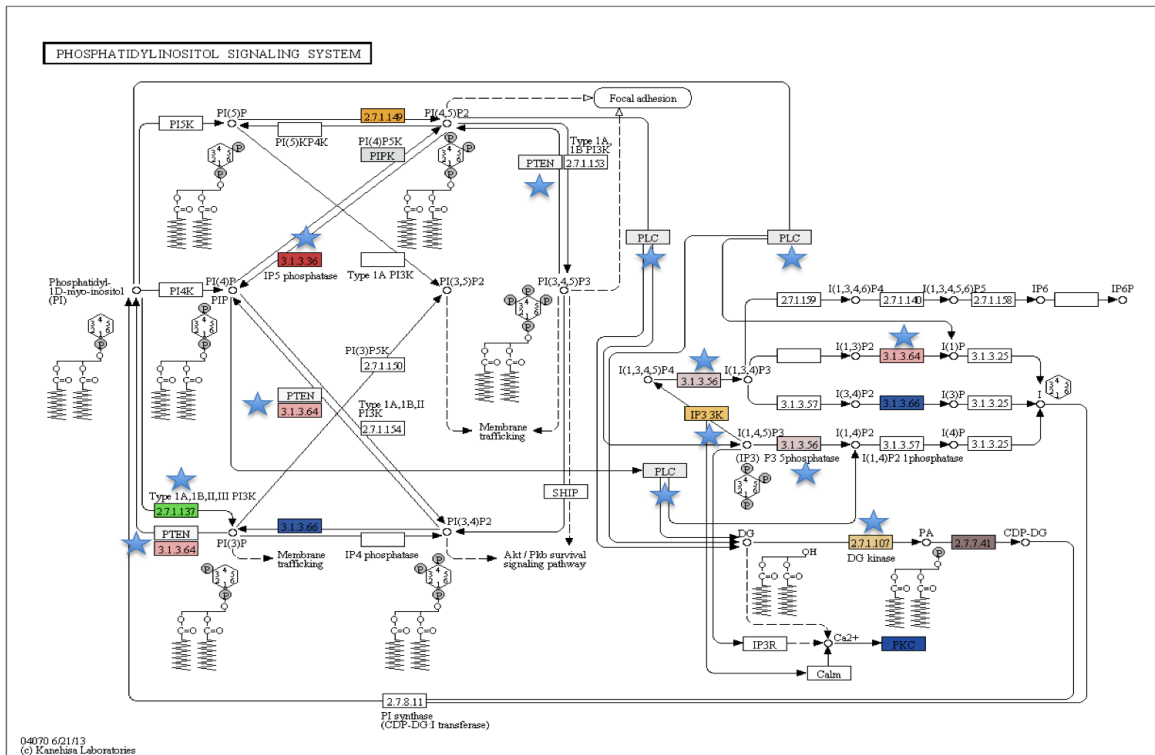 PHOSPHATIDYLINOSITOL SIGNALING SYSTEM
Focal adhesion
PI5K
PI(5)P
2.7.1.149
PI(4,5)P2
PI(5)KP4K
PI(4)P5K
PIPK
Type 1A,
1B PI3K
PTEN
2.7.1.153
PLC
PLC
3.1.3.36
IP5 phosphatase
Type 1A PI3K
Phosphatidyl-
1D-myo-inositol
(PI)
PI4K
PI(4)P
PIP
PI(3,5)P2
PI(3,4,5)P3
2.7.1.159
I(1,3,4,6)P4
2.7.1.140
I(1,3,4,5,6)P5
2.7.1.158
IP6
IP6P
PI(3)P5K
2.7.1.150
I(1,3)P2
3.1.3.64
I(1)P
3.1.3.25
I(1,3,4,5)P4
3.1.3.56
I(1,3,4)P3
PTEN
3.1.3.64
Type 1A,1B,II
PI3K
2.7.1.154
Membrane
trafficking
3.1.3.57
I(3,4)P2
3.1.3.66
I(3)P
3.1.3.25
I
IP3 3K
I(1,4,5)P3
(IP3)
3.1.3.56
P3 5phosphatase
I(1,4)P2
3.1.3.57
I(1,4)P2 1phosphatase
I(4)P
3.1.3.25
PLC
SHIP
Type 1A,1B,II,III PI3K
2.7.1.137
PTEN
3.1.3.64
PI(3)P
3.1.3.66
PI(3,4)P2
IP4 phosphatase
Membrane
trafficking
Akt / Pkb survival
signaling pathway
DG
2.7.1.107
DG kinase
PA
2.7.7.41
CDP-DG
OH
IP3R
Ca2+
PKC
Calm
2.7.8.11
PI synthase
(CDP-DG:I transferase)
04070 6/21/13
(c) Kanehisa Laboratories